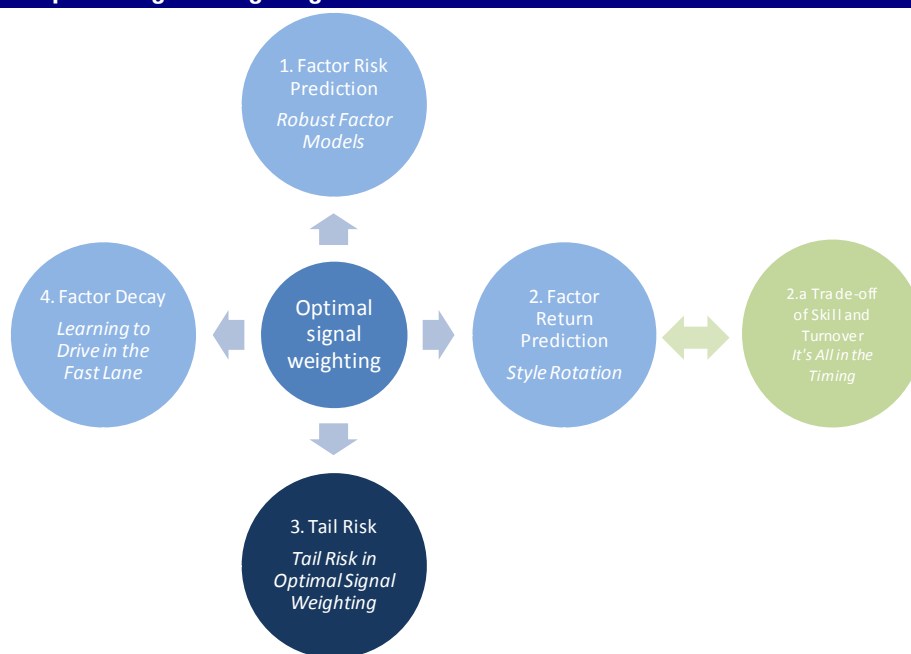 1. Factor Risk
Prediction
Robust Factor
Models
4. Factor Decay
Learning to
Drive in the
Fast Lane
Optimal
signal
weighting
2. Factor
Return
Prediction
Style Rotation
2.a Trade-off
of Skill and
Turnover
It's All in the
Timing
3. Tail Risk
Tail Risk in
Optimal Signal
Weighting